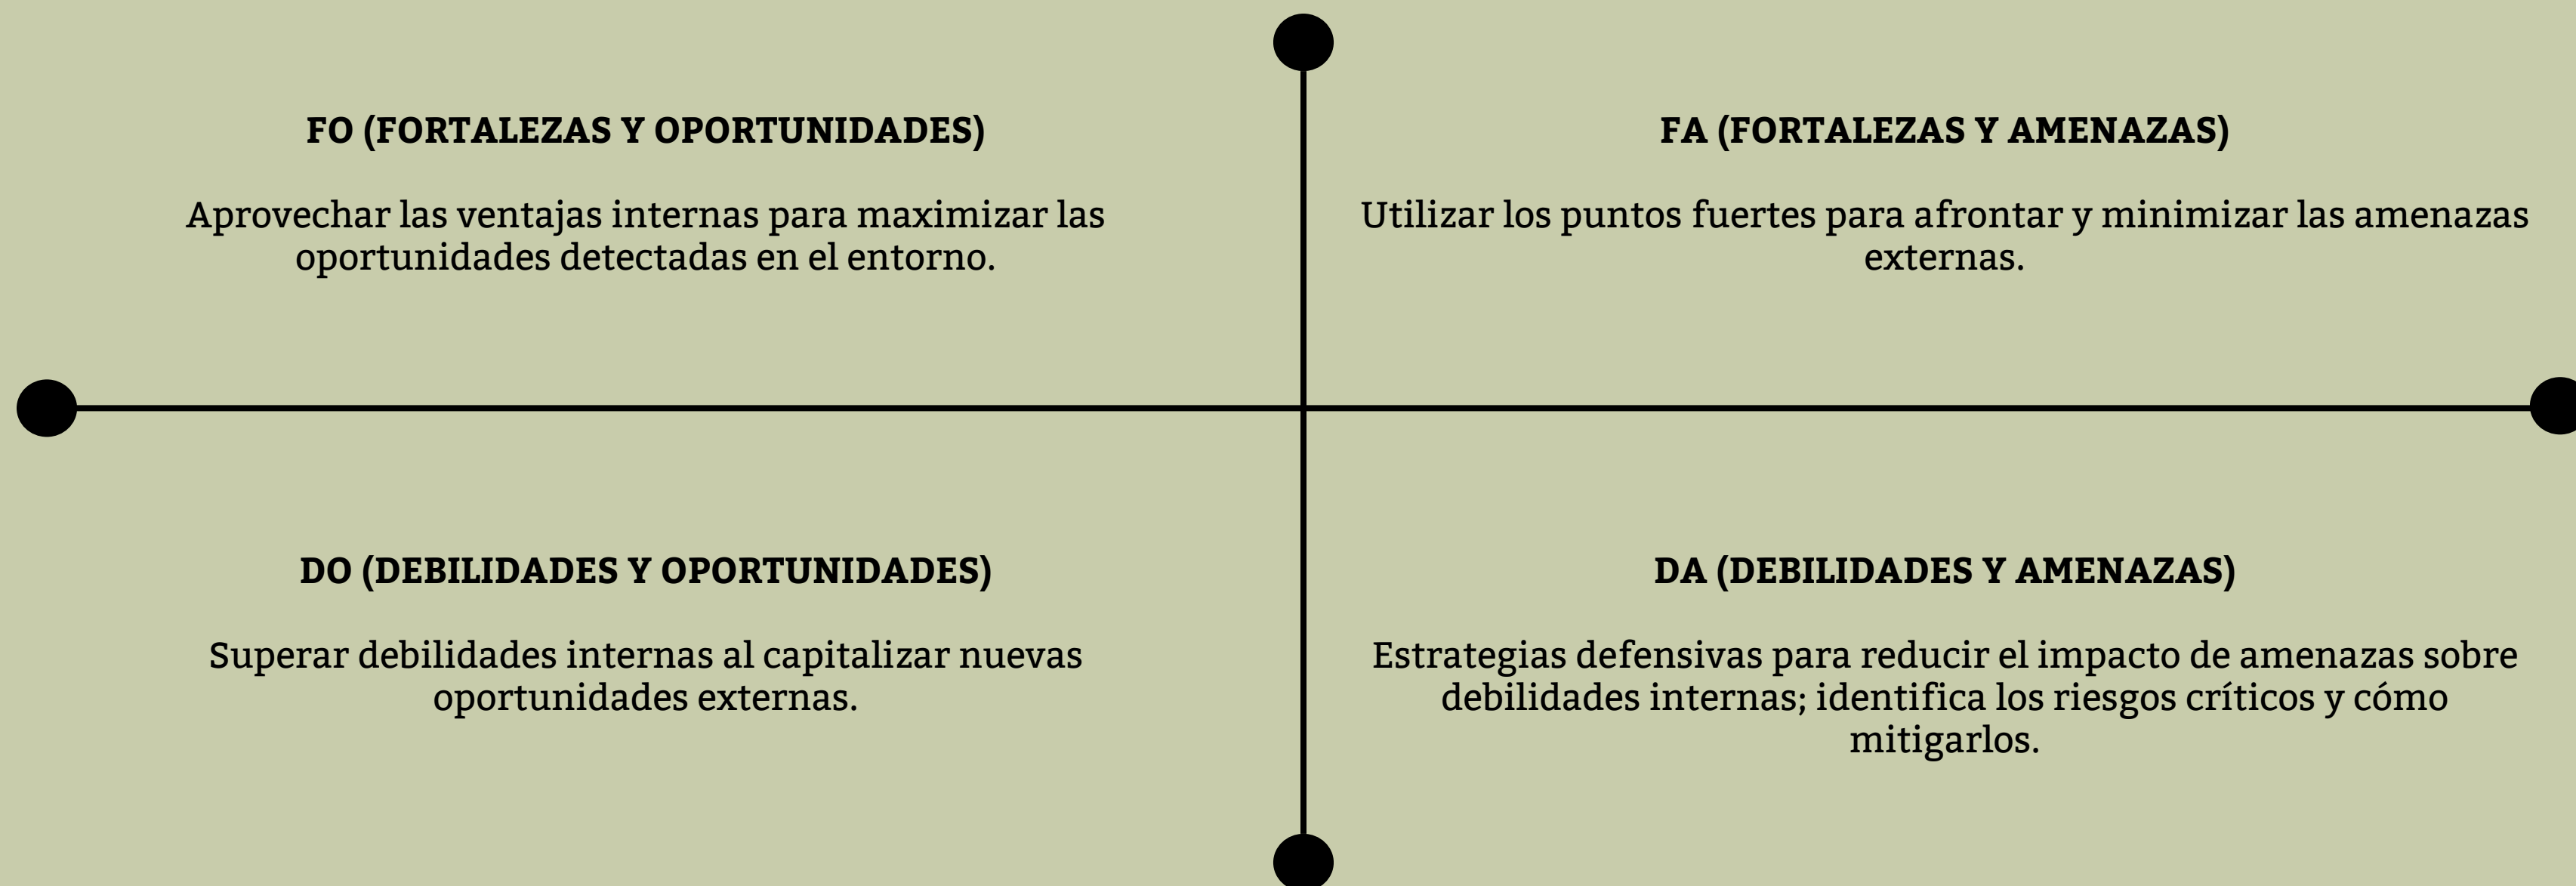 FO (FORTALEZAS Y OPORTUNIDADES)
Aprovechar las ventajas internas para maximizar las
oportunidades detectadas en el entorno.
FA (FORTALEZAS Y AMENAZAS)
Utilizar los puntos fuertes para afrontar y minimizar las amenazas
externas.
DO (DEBILIDADES Y OPORTUNIDADES)
Superar debilidades internas al capitalizar nuevas
oportunidades externas.
DA (DEBILIDADES Y AMENAZAS)
Estrategias defensivas para reducir el impacto de amenazas sobre
debilidades internas; identifica los riesgos críticos y cómo
mitigarlos.